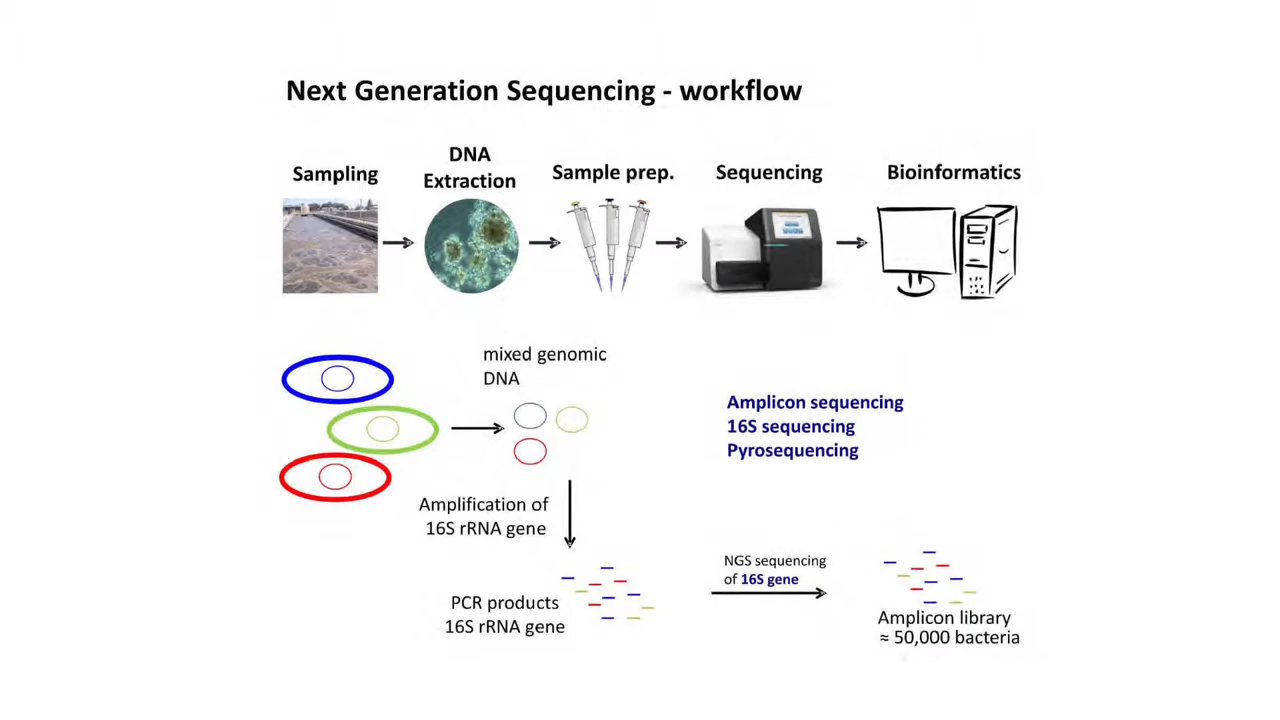 Next Generation Sequencing - workflow
Sampling
DNA
Extraction
Sample prep.
Sequencing
Bioinformatics
mixed genomic
DNA
Amplicon sequencing
16S sequencing
Pyrosequencing
Amplification of
16S rRNA gene
NGS sequencing
of 16S gene
PCR products
16S rRNA gene
Amplicon library
≈ 50,000 bacteria